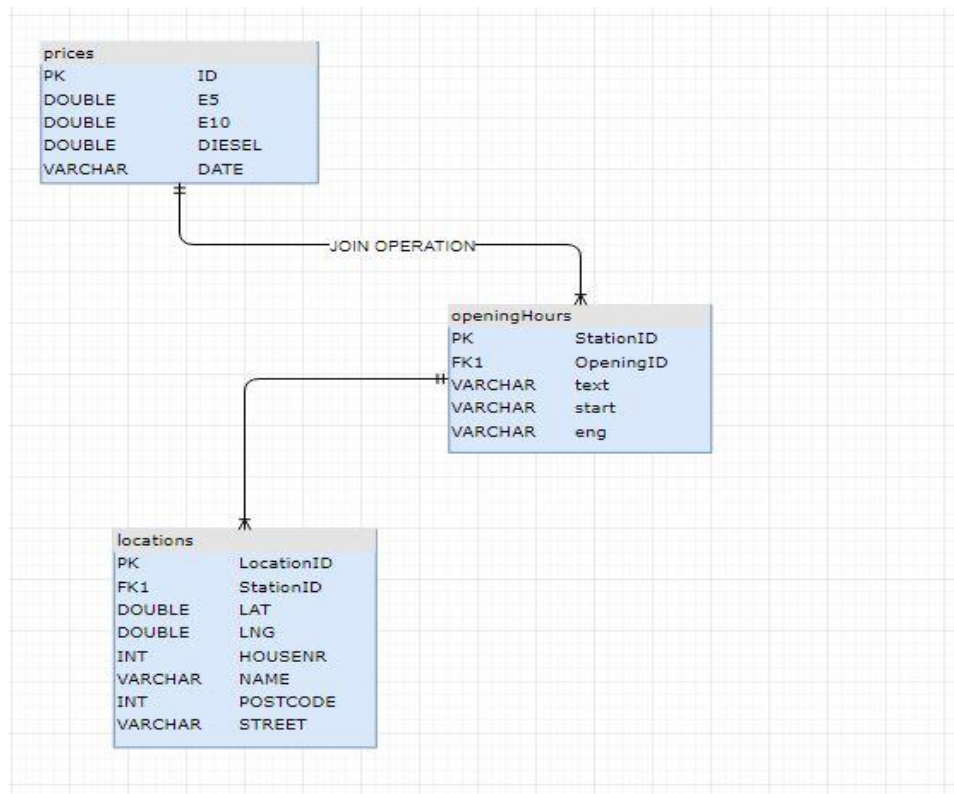 prices
PK ID
DOUBLE E5
DOUBLE E10
DOUBLE DIESEL
VARCHAR DATE
JOIN OPERATION
openingHours
PK StationID
FK1 OpeningID
VARCHAR text
VARCHAR start
VARCHAR eng
locations
PK LocationID
FK1 StationID
DOUBLE LAT
DOUBLE LNG
INT HOUSENR
VARCHAR NAME
INT POSTCODE
VARCHAR STREET